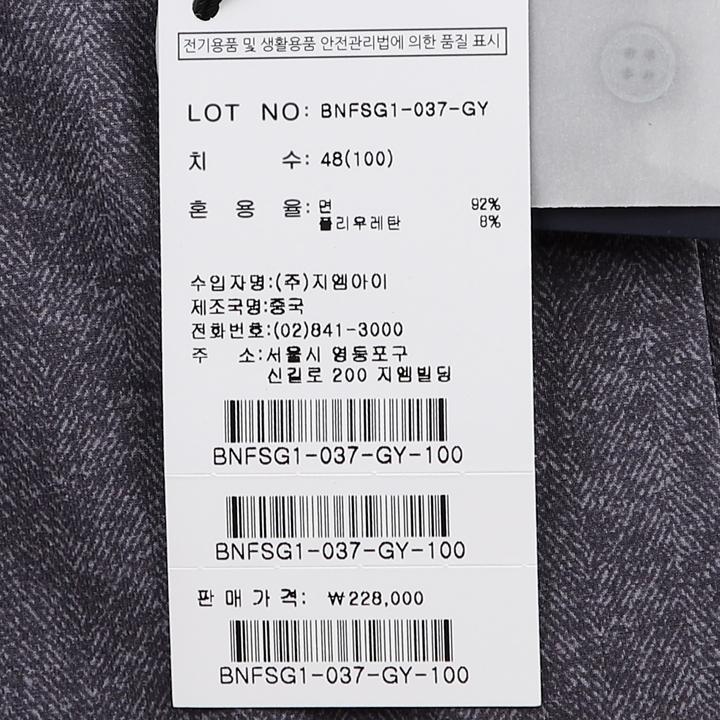 전기용품 및 생활용품 안전관리법에 의한 품질 표시
LOT NO: BNFSG1-037-GY
치 수: 48(100)
혼 용 율: 면 92%
폴리우레탄 8%
수입자명:(주)지엠아이
제조국명:중국
전화번호:(02)841-3000
주 소:서울시 영등포구
신길로 200 지엠빌딩
BNFSG1-037-GY-100
BNFSG1-037-GY-100
판 매 가 격: ₩228,000
BNFSG1-037-GY-100